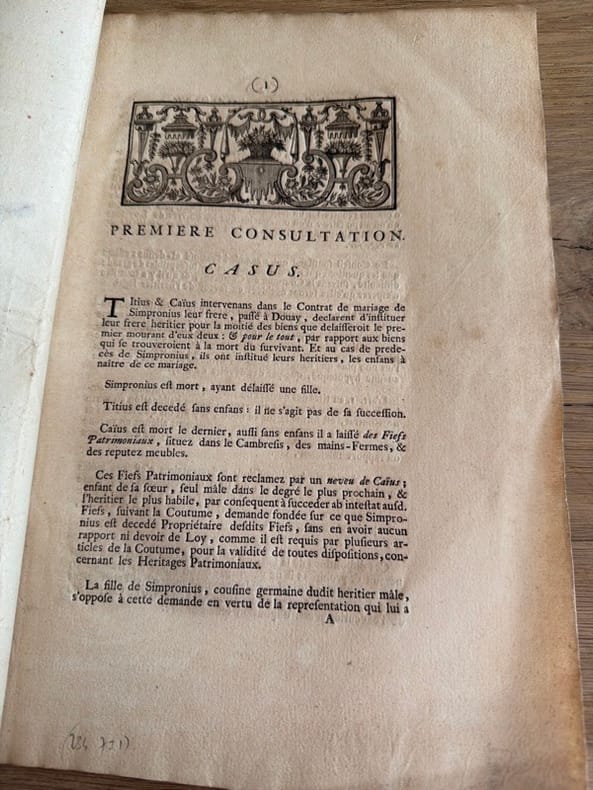 ( 1 )
PREMIERE CONSULTATION.
CASUS.
TItius & Caïus intervenans dans le Contrat de mariage de
Simpronius leur frere, passé à Douay, declarent d'instituer
leur frere heritier pour la moitié des biens que delaisseroit le pre-
mier mourant d'eux deux : & pour le tout, par rapport aux biens
qui se trouveroient à la mort du survivant. Et au cas de prede-
cès de Simpronius, ils ont institué leurs heritiers, les enfans à
naître de ce mariage.
Simpronius est mort, ayant délaissé une fille.
Titius est decedé sans enfans : il ne s'agit pas de sa succession.
Caïus est mort le dernier, aussi sans enfans il a laissé des Fiefs
Patrimoniaux, situez dans le Cambresis, des mains-Fermes, &
des reputez meubles.
Ces Fiefs Patrimoniaux sont reclamez par un neveu de Caïus ;
enfant de sa sœur, seul mâle dans le degré le plus prochain, &
l'heritier le plus habile, par consequent à succeder ab intestat ausd.
Fiefs, suivant la Coutume, demande fondée sur ce que Simpro-
nius est decedé Propriétaire desdits Fiefs, sans en avoir aucun
rapport ni devoir de Loy, comme il est requis par plusieurs ar-
ticles de la Coutume, pour la validité de toutes dispositions, con-
cernant les Heritages Patrimoniaux.
La fille de Simpronius, cousine germaine dudit heritier mâle,
s'oppose à cette demande en vertu de la representation qui lui a
A